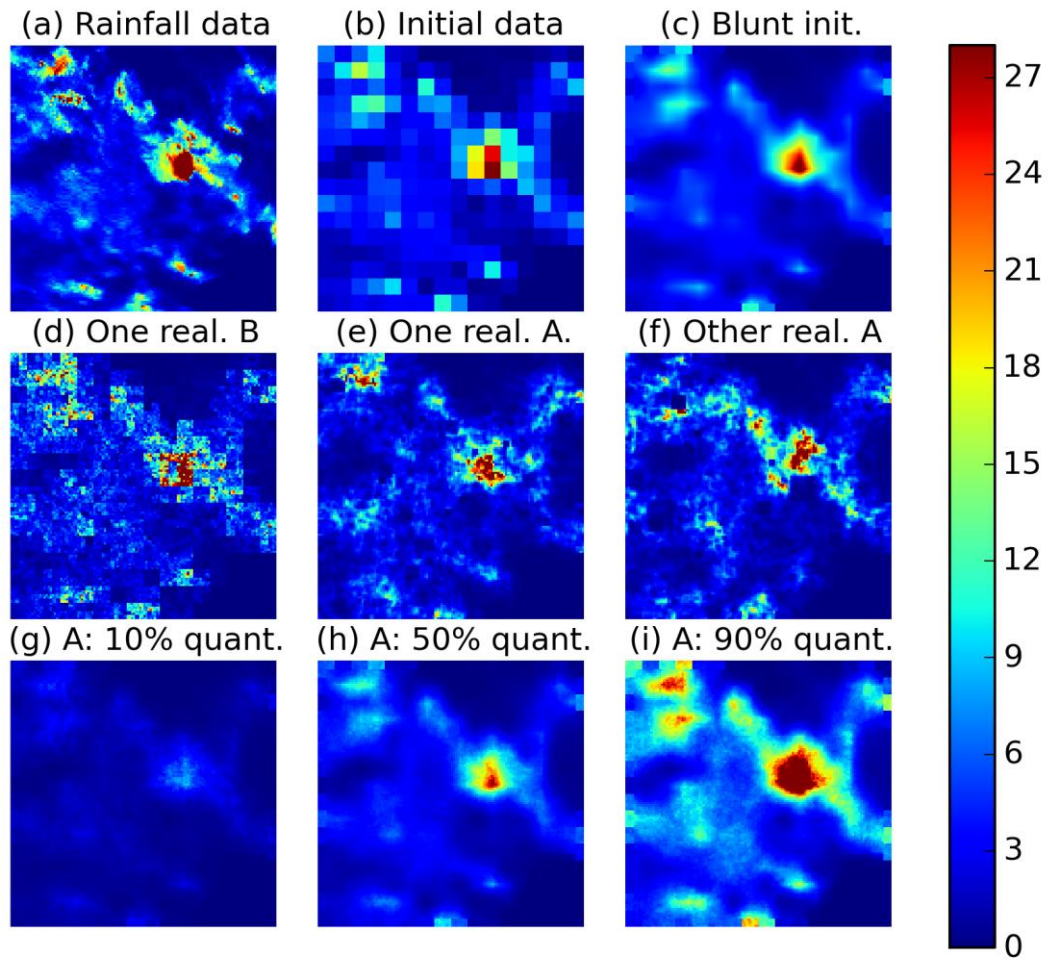 (a) Rainfall data
(b) Initial data
(c) Blunt init.
(d) One real. B
(e) One real. A.
(f) Other real. A
(g) A: 10% quant.
(h) A: 50% quant.
(i) A: 90% quant.
27
24
21
18
15
12
9
6
3
0